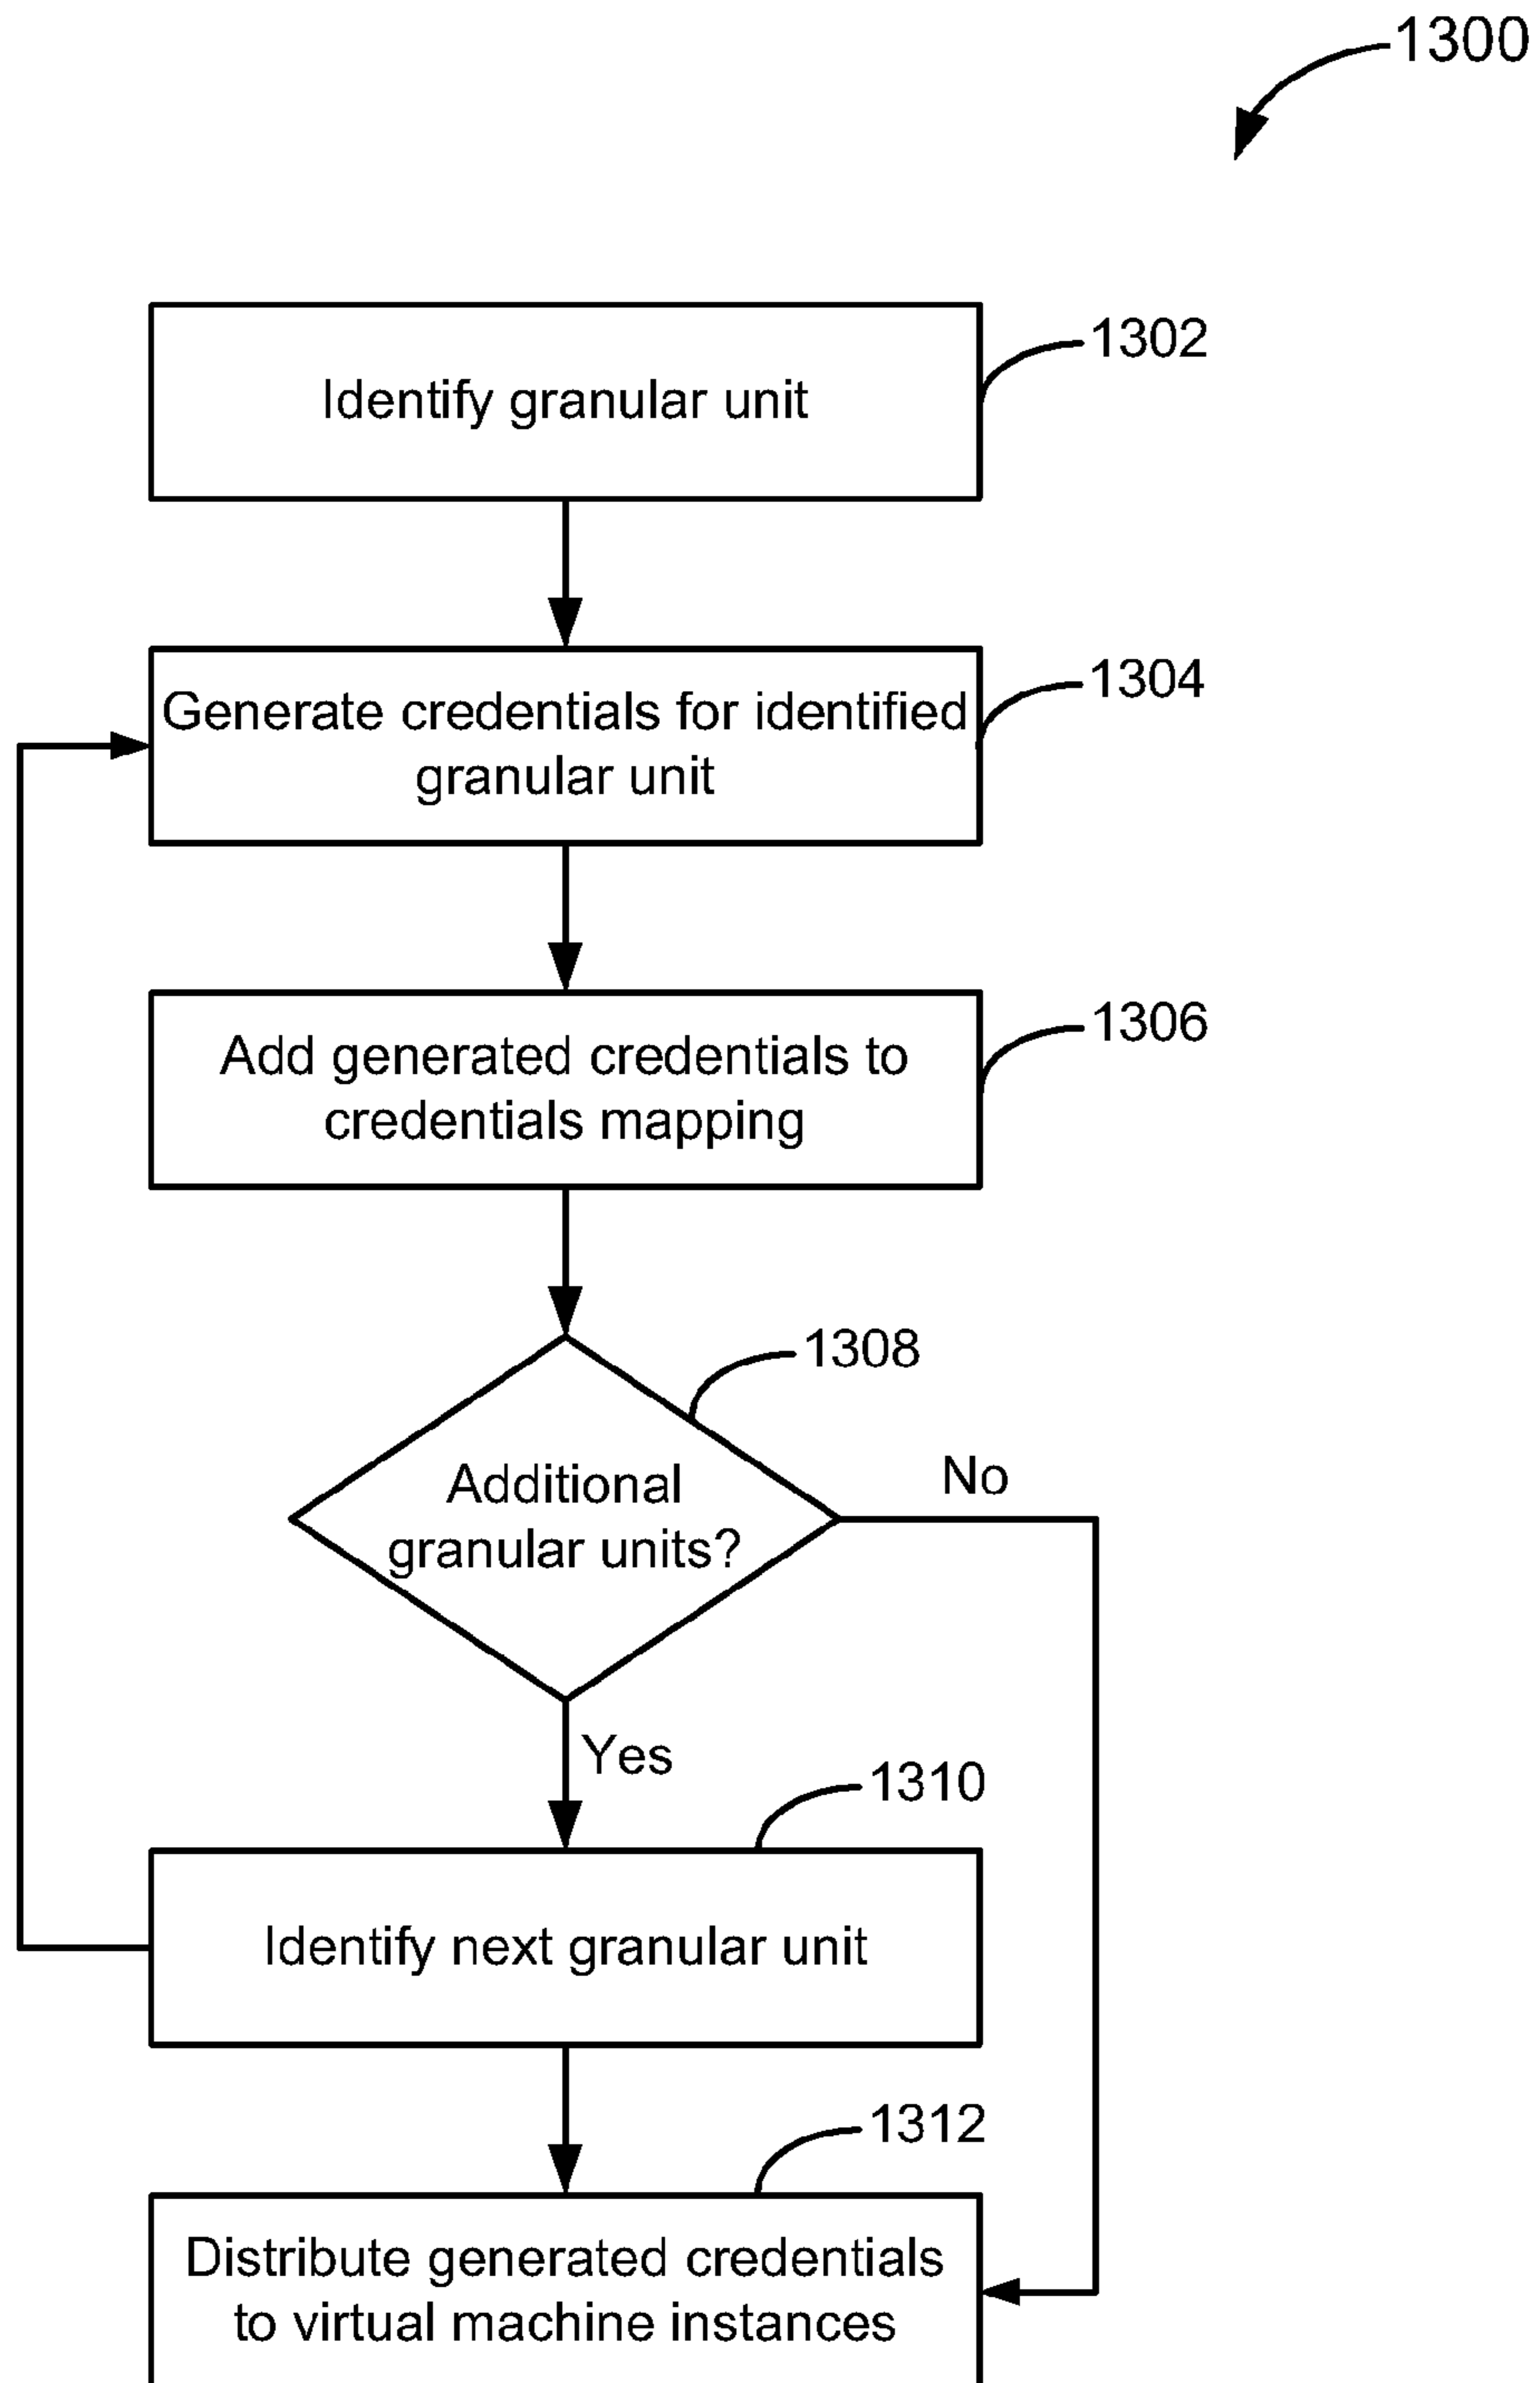 1300
Identify granular unit
1302
Generate credentials for identified
granular unit
1304
Add generated credentials to
credentials mapping
1306
1308
Additional
granular units?
No
Yes
1310
Identify next granular unit
1312
Distribute generated credentials
to virtual machine instances